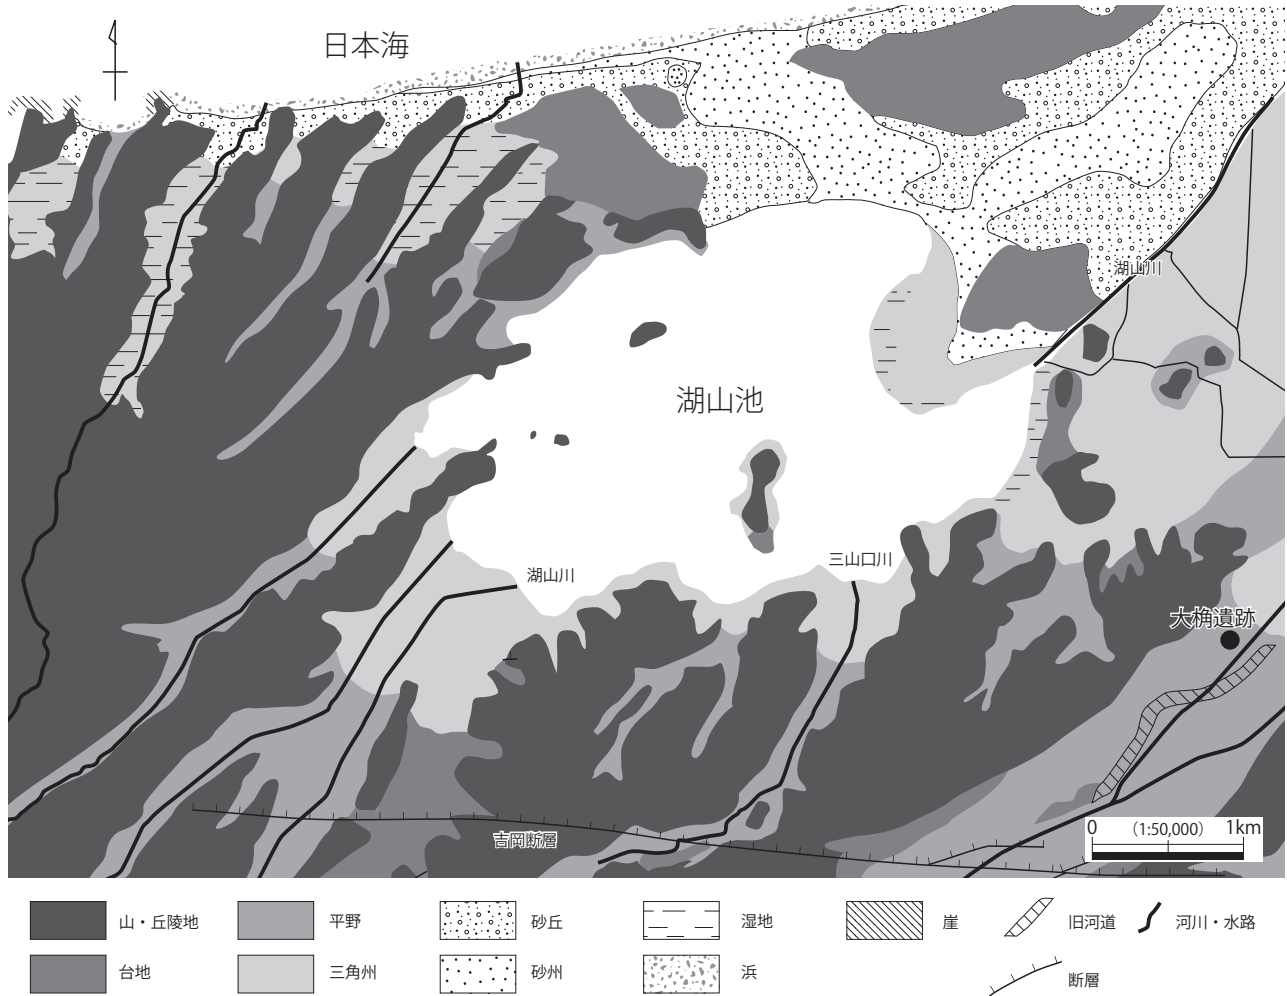 日本海
湖山川
湖山池
湖山川
三山口川
大桷遺跡
吉岡断層
0 （1:50,000） 1km
山・丘陵地 平野 砂丘 湿地 崖 旧河道 河川・水路
台地 三角州 砂州 浜 断層